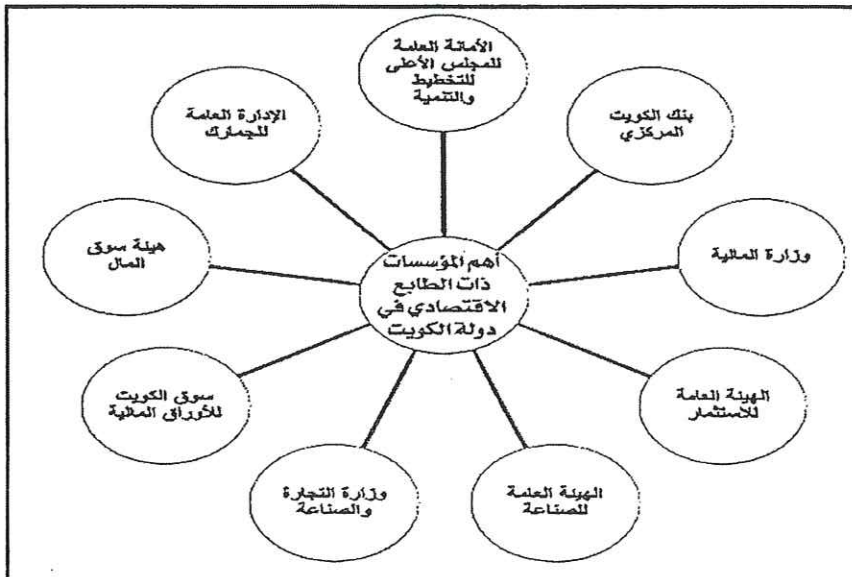 الأمانة العامة
للمجلس الأعلى
للتخطيط
والتنمية
بنك الكويت
المركزي
وزارة المالية
الهيئة العامة
للاستثمار
الهيئة العامة
للصناعة
وزارة التجارة
والصناعة
سوق الكويت
للأوراق المالية
هيئة سوق
المال
الإدارة العامة
للجمارك
أهم المؤسسات
ذات الطابع
الاقتصادي في
دولة الكويت